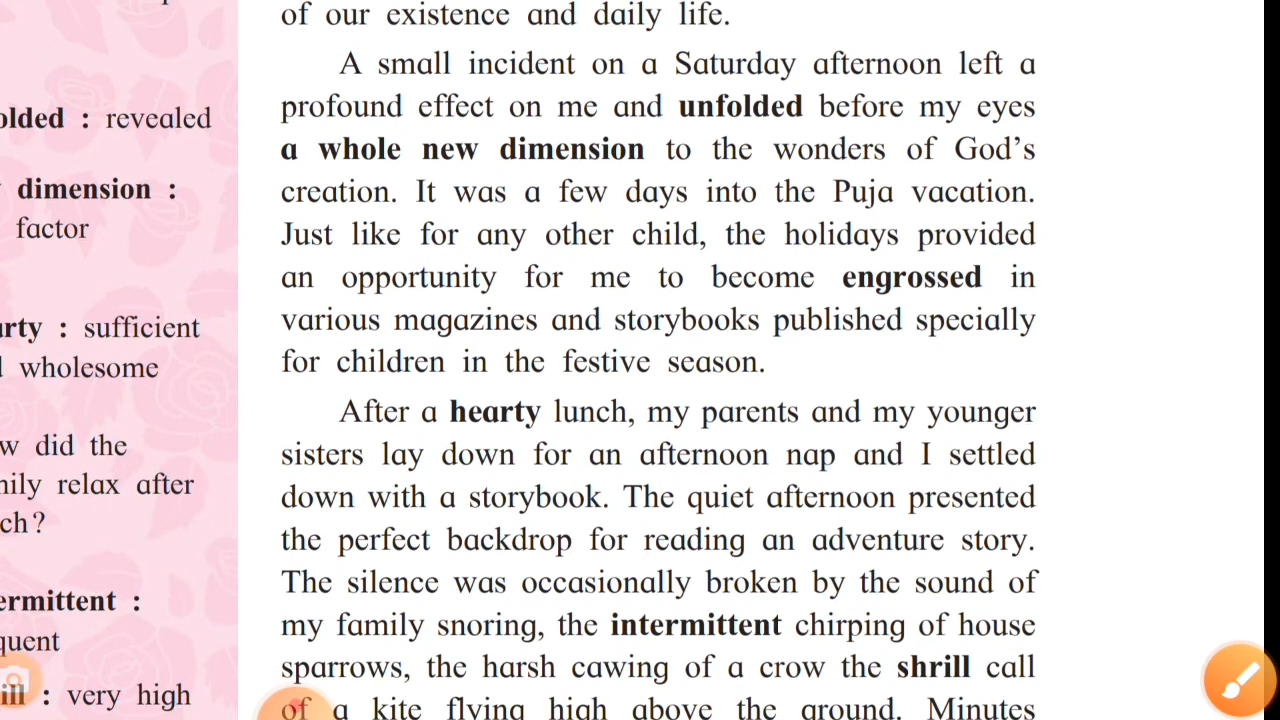 of our existence and daily life.
A small incident on a Saturday afternoon left a
profound effect on me and unfolded before my eyes
a whole new dimension to the wonders of God's
creation. It was a few days into the Puja vacation.
Just like for any other child, the holidays provided
an opportunity for me to become engrossed in
various magazines and storybooks published specially
for children in the festive season.
After a hearty lunch, my parents and my younger
sisters lay down for an afternoon nap and I settled
down with a storybook. The quiet afternoon presented
the perfect backdrop for reading an adventure story.
The silence was occasionally broken by the sound of
my family snoring, the intermittent chirping of house
sparrows, the harsh cawing of a crow the shrill call
of a kite flying high above the ground. Minutes
olded : revealed
dimension :
factor
arty : sufficient
wholesome
w did the
mily relax after
ch?
ermittent :
quent
ill : very high